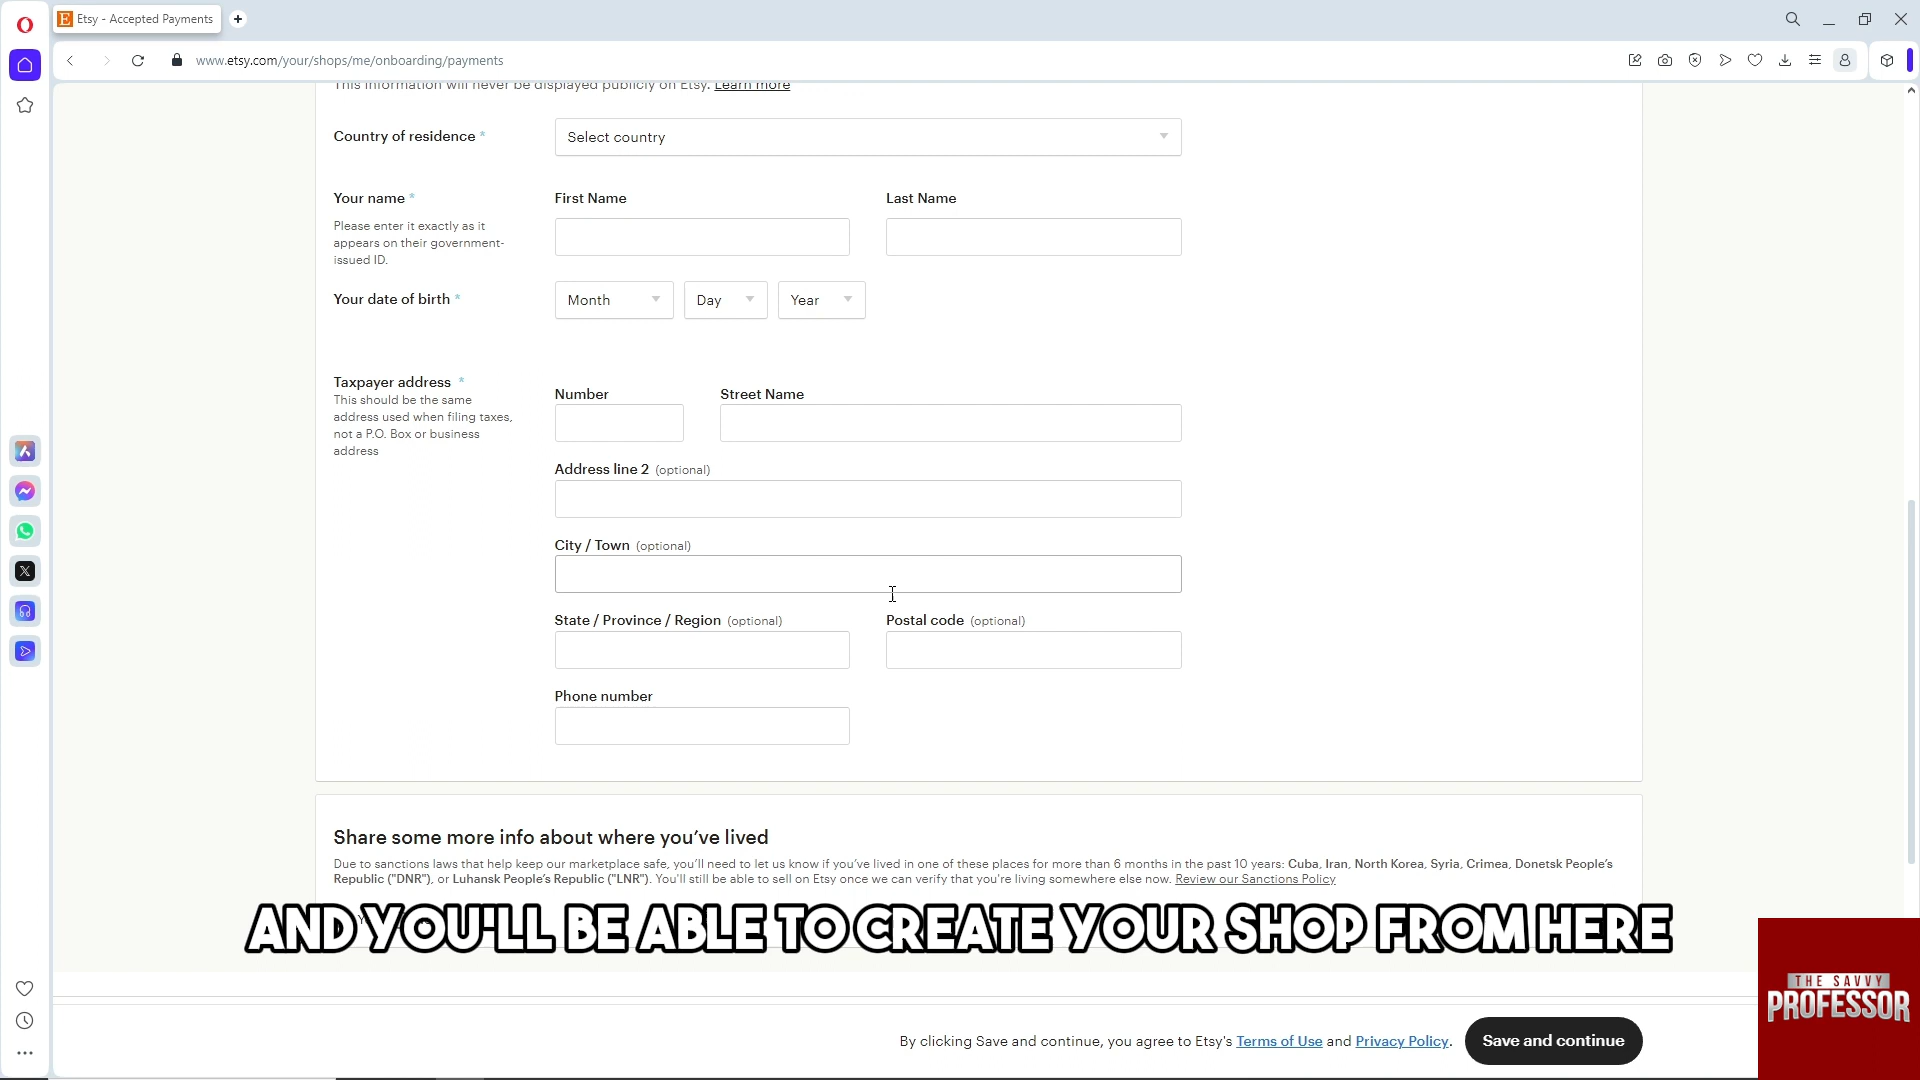 Etsy - Accepted Payments
www.etsy.com/your/shops/me/onboarding/payments
This information will never be displayed publicly on Etsy. Learn more
Country of residence *
Select country
Your name *
First Name
Last Name
Please enter it exactly as it
appears on their government-
issued ID.
Your date of birth *
Month
Day
Year
Taxpayer address *
This should be the same
address used when filing taxes,
not a P.O. Box or business
address
Number
Street Name
Address line 2 (optional)
City / Town (optional)
State / Province / Region (optional)
Postal code (optional)
Phone number
Share some more info about where you've lived
Due to sanctions laws that help keep our marketplace safe, you'll need to let us know if you've lived in one of these places for more than 6 months in the past 10 years: Cuba, Iran, North Korea, Syria, Crimea, Donetsk People's
Republic ("DNR"), or Luhansk People's Republic ("LNR"). You'll still be able to sell on Etsy once we can verify that you're living somewhere else now. Review our Sanctions Policy
AND YOU'LL BE ABLE TO CREATE YOUR SHOP FROM HERE
THE SAVVY
PROFESSOR
By clicking Save and continue, you agree to Etsy's Terms of Use and Privacy Policy.
Save and continue